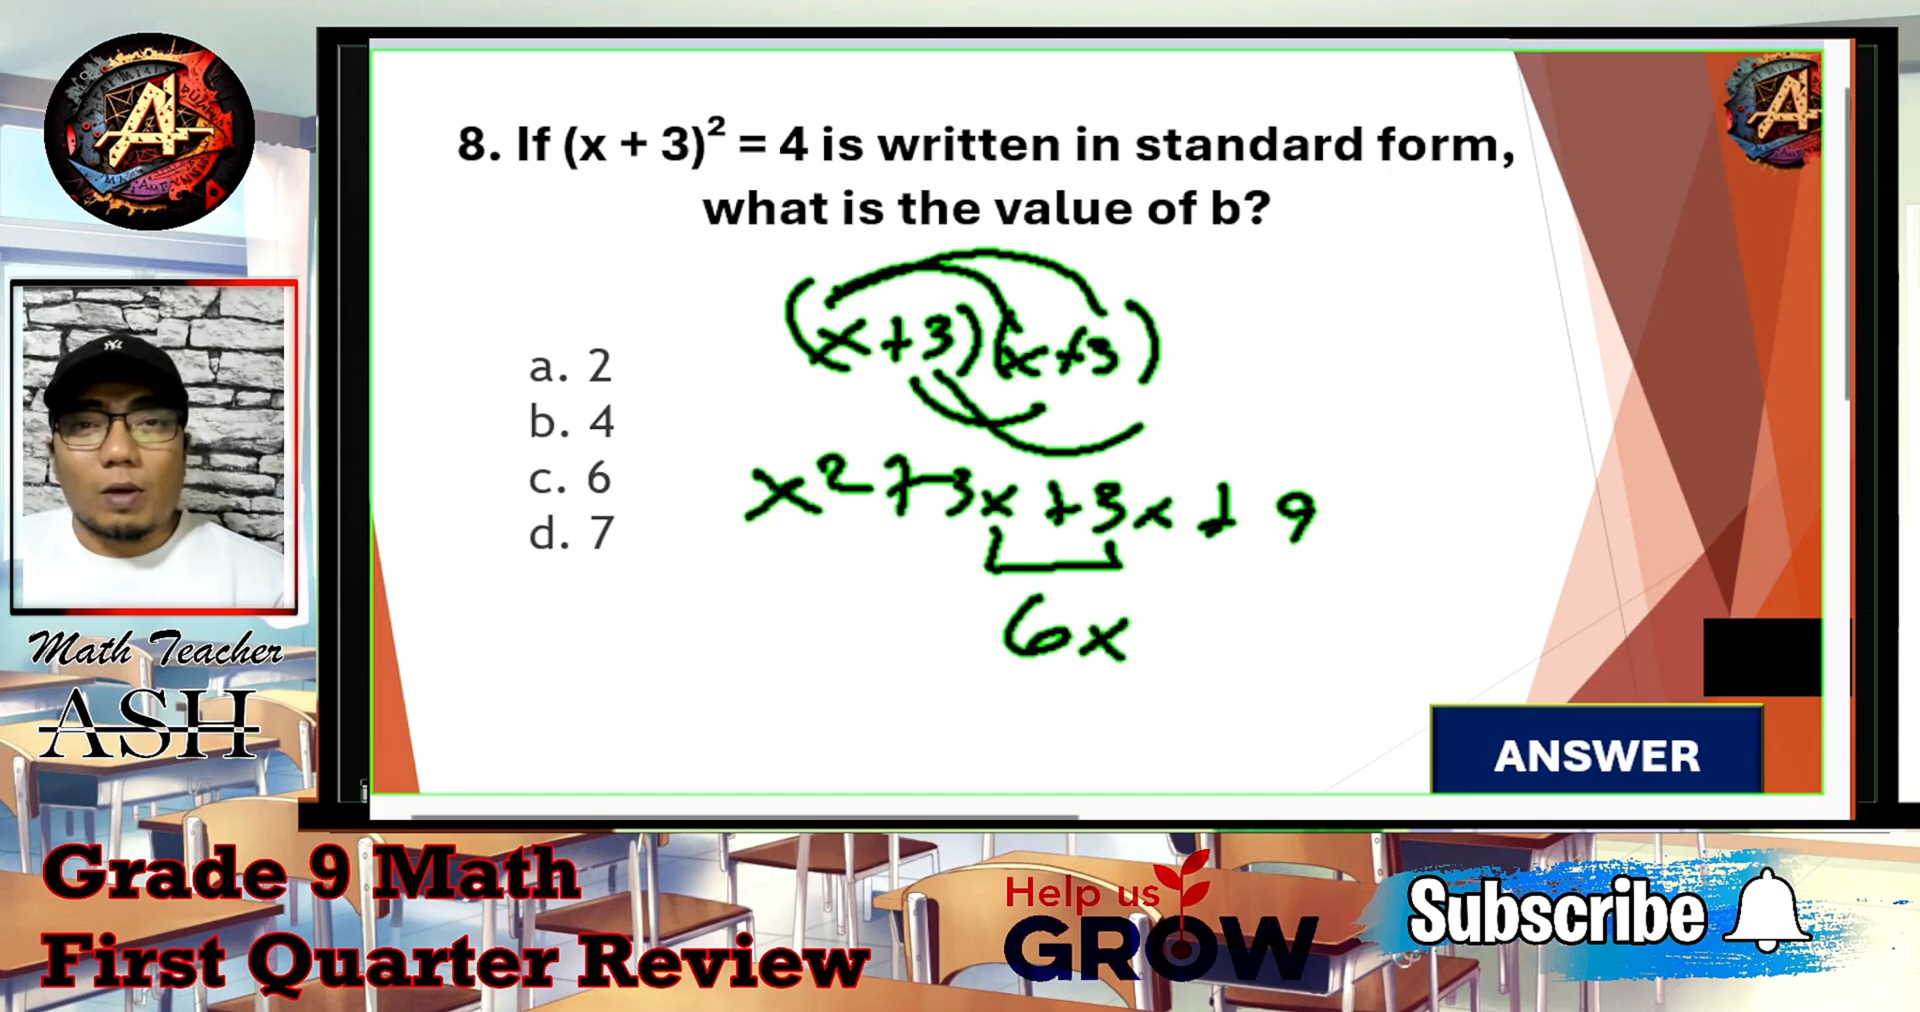 8. If (x + 3)² = 4 is written in standard form,
what is the value of b?
(x+3)(x+3)
a. 2
b. 4
c. 6
d. 7
x²+3x+3x+9
6x
ANSWER
Math Teacher
ASH
Grade 9 Math
First Quarter Review
Help us
GROW
Subscribe